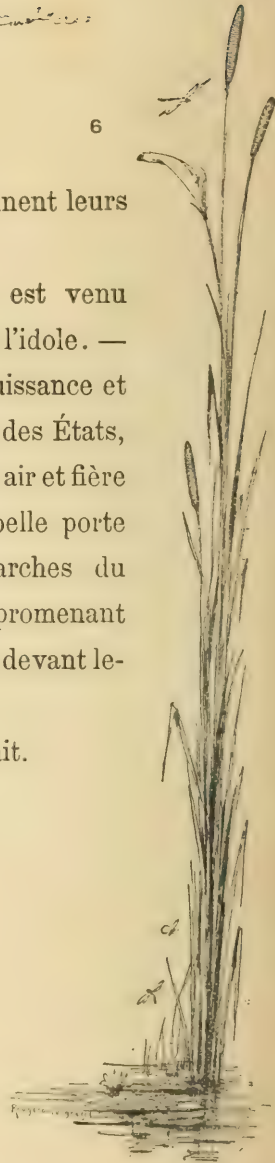 6
nent leurs
est venu
l'idole. —
uissance et
des États,
air et fière
belle porte
arches du
promenant
devant le-
it.